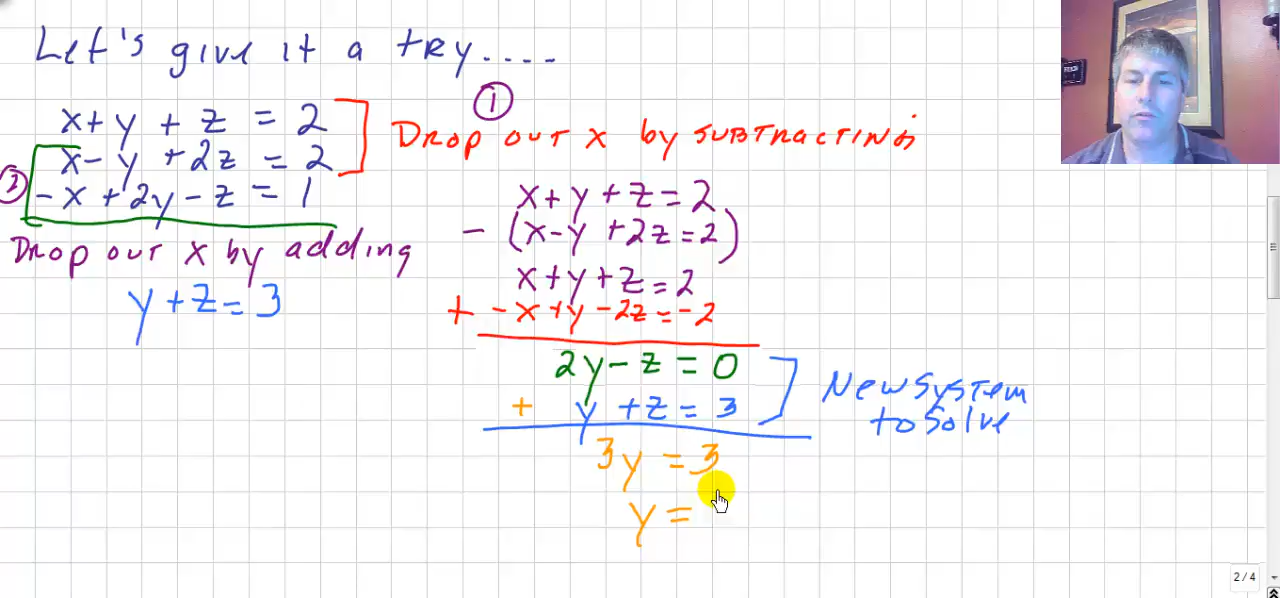 Let's give it a try....
x + y + z = 2
x - y + 2z = 2
- x + 2y - z = 1
Drop out x by adding
y + z = 3
①
Drop out x by subtracting
x + y + z = 2
- (x - y + 2z = 2)
x + y + z = 2
+ - x + y - 2z = -2
2y - z = 0
+ y + z = 3
New System
to Solve
3y = 3
y =
2 / 4